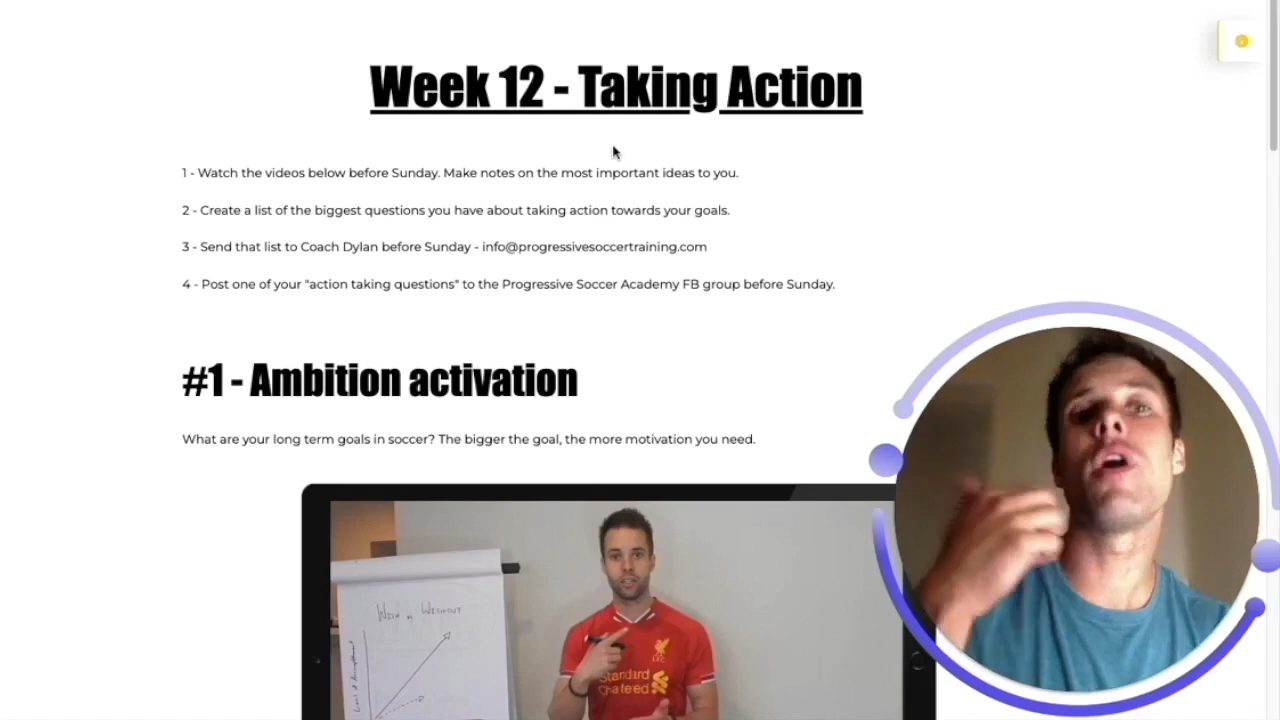 Week 12 - Taking Action
1 - Watch the videos below before Sunday. Make notes on the most important ideas to you.
2 - Create a list of the biggest questions you have about taking action towards your goals.
3 - Send that list to Coach Dylan before Sunday - info@progressivesoccertraining.com
4 - Post one of your "action taking questions" to the Progressive Soccer Academy FB group before Sunday.
#1 - Ambition activation
What are your long term goals in soccer? The bigger the goal, the more motivation you need.
WITH vs WITHOUT
Standard
Chartered